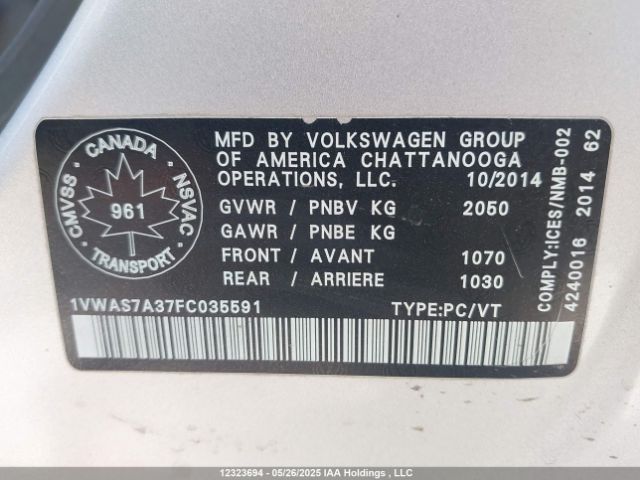 CANADA
CMVSS
NSVAC
961
TRANSPORT
MFD BY VOLKSWAGEN GROUP
OF AMERICA CHATTANOOGA
OPERATIONS, LLC. 10/2014
GVWR / PNBV KG 2050
GAWR / PNBE KG
FRONT / AVANT 1070
REAR / ARRIERE 1030
1VWAS7A37FC035591 TYPE:PC/VT
COMPLY:ICES/NMB-002
4240016 2014 62
12323694 - 05/26/2025 IAA Holdings , LLC